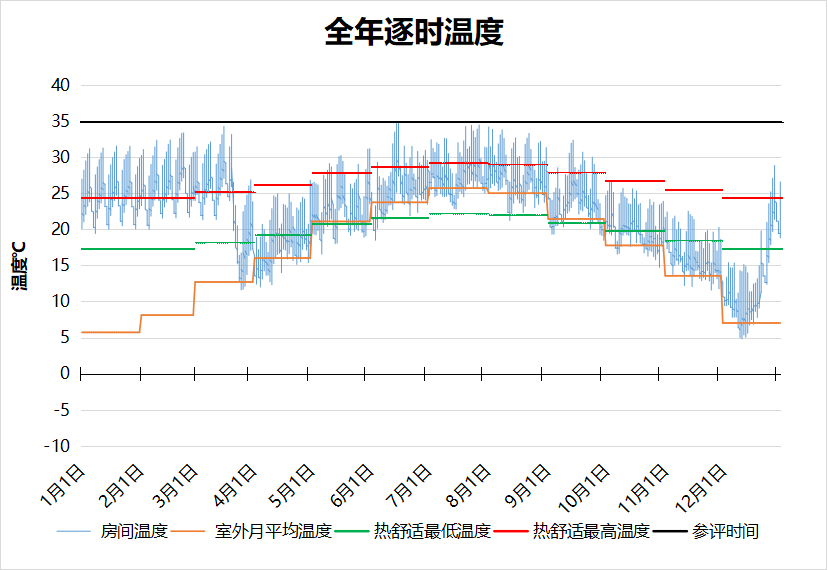 全年逐时温度
40
35
30
25
20
15
10
5
0
-5
-10
温度℃
1月1日
2月1日
3月1日
4月1日
5月1日
6月1日
7月1日
8月1日
9月1日
10月1日
11月1日
12月1日
房间温度 室外月平均温度 热舒适最低温度 热舒适最高温度 参评时间